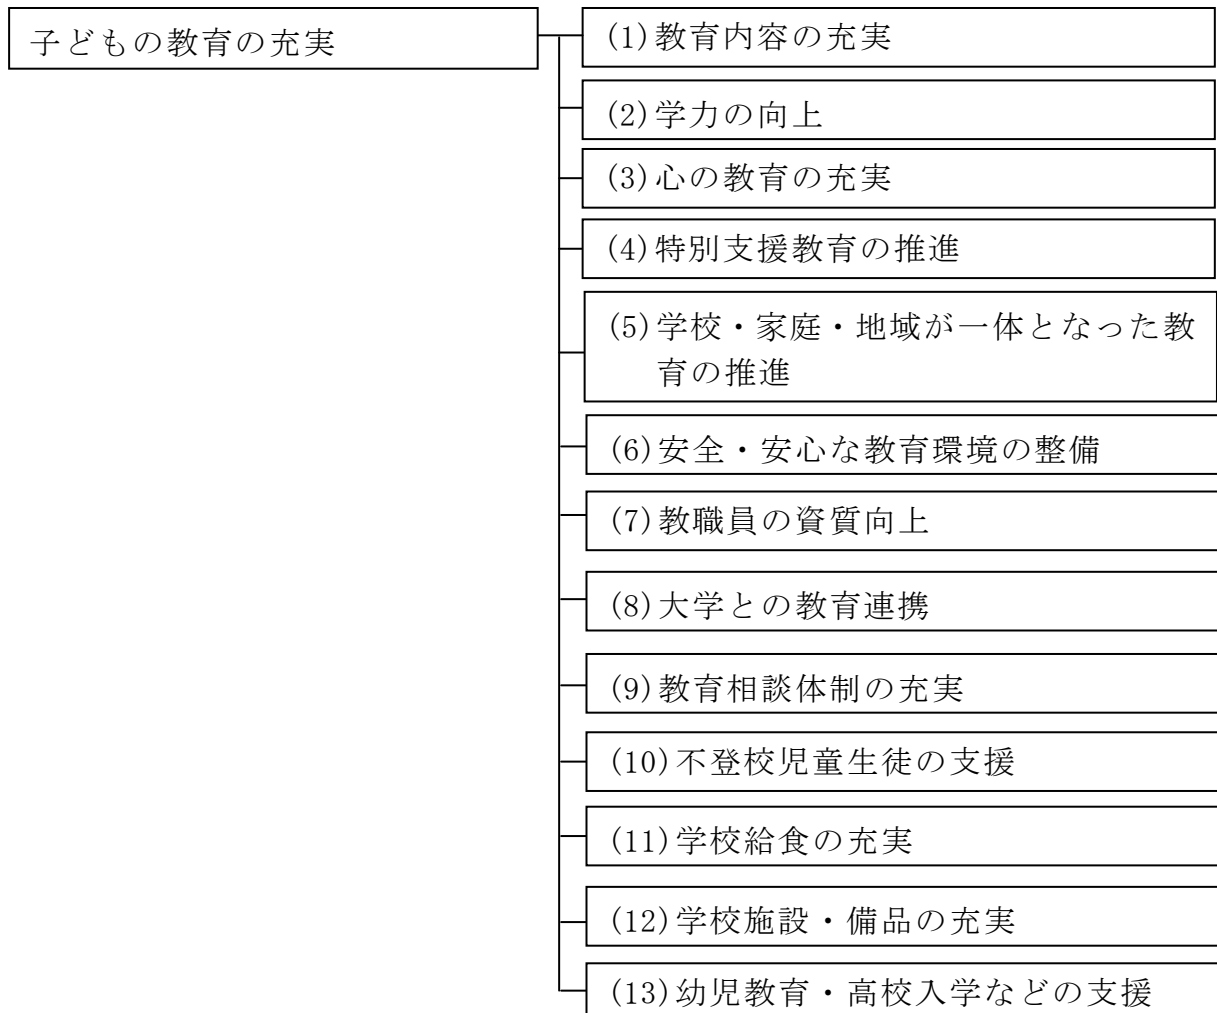 子どもの教育の充実
(1)教育内容の充実
(2)学力の向上
(3)心の教育の充実
(4)特別支援教育の推進
(5)学校・家庭・地域が一体となった教
育の推進
(6)安全・安心な教育環境の整備
(7)教職員の資質向上
(8)大学との教育連携
(9)教育相談体制の充実
(10)不登校児童生徒の支援
(11)学校給食の充実
(12)学校施設・備品の充実
(13)幼児教育・高校入学などの支援